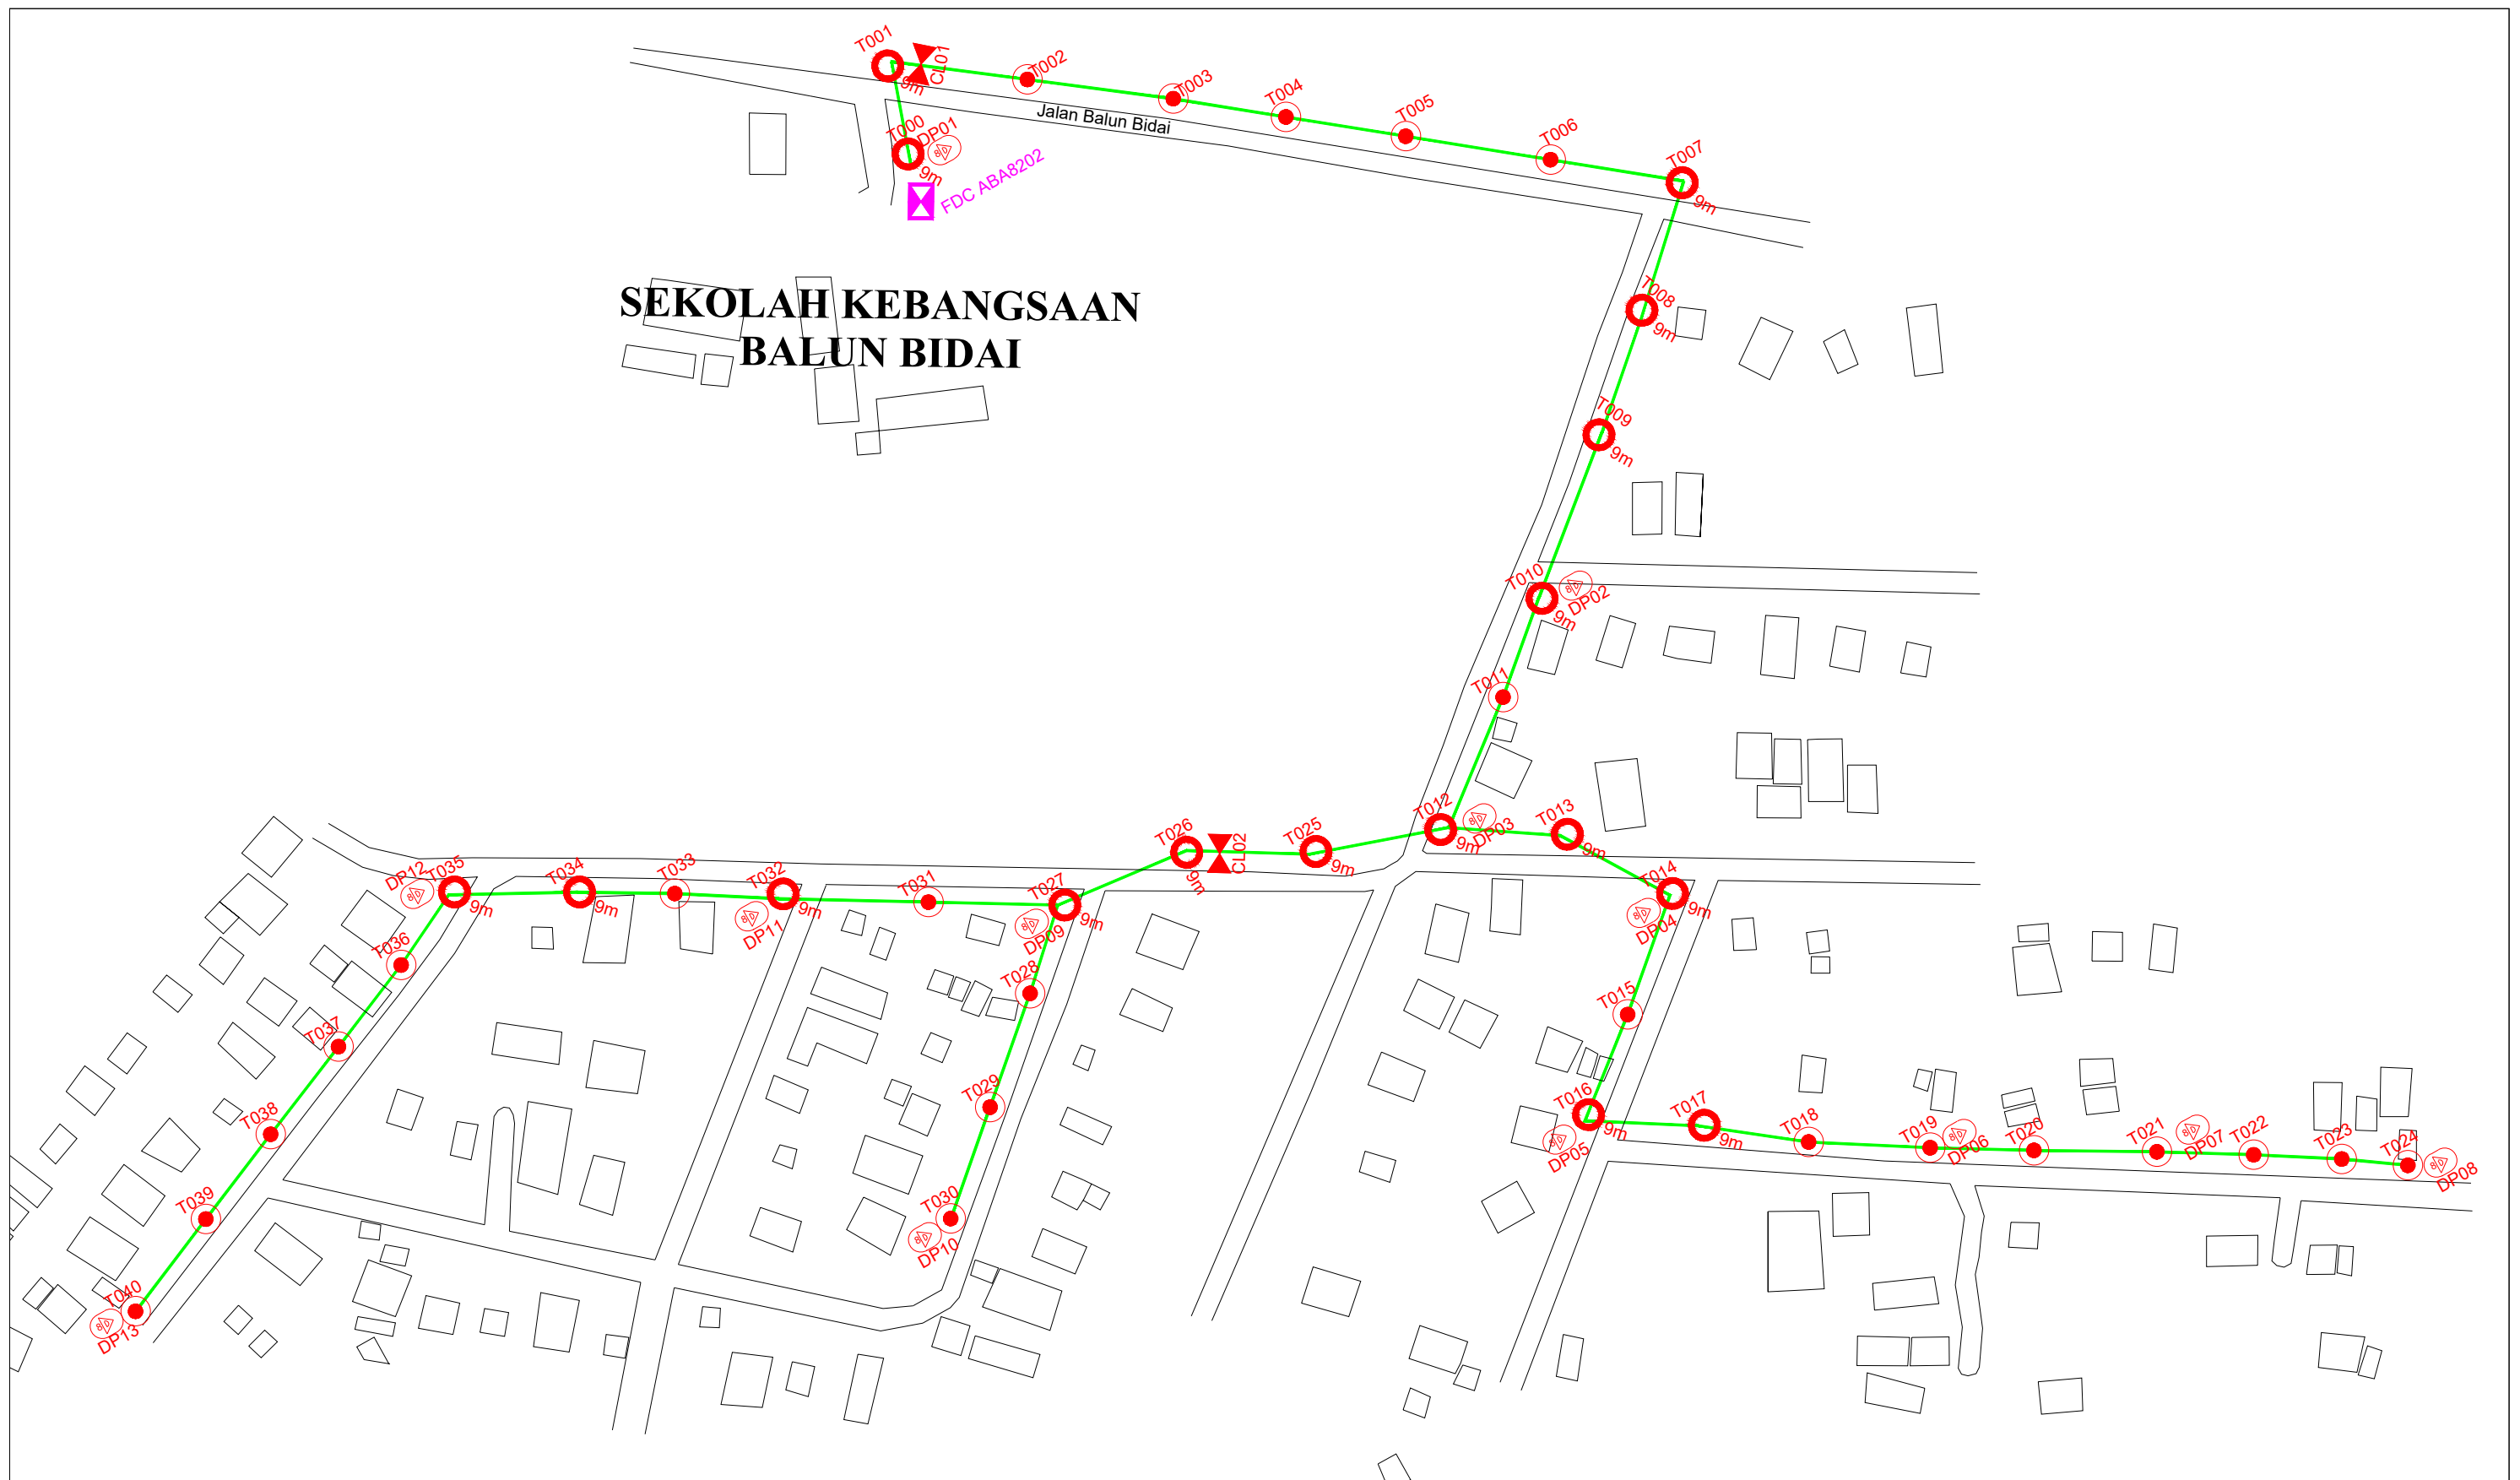 T001
CL01
9m
T002
T003
T004
T005
T006
T007
9m
Jalan Balun Bidai
T000
DP01
9m
FDC ABA8202
SEKOLAH KEBANGSAAN
BALUN BIDAI
T008
9m
T009
9m
T010
DP02
9m
T011
T012
DP03
9m
T013
9m
T026
CL02
9m
T025
9m
T014
DP04
9m
DP12
T035
9m
T034
9m
T033
T032
DP11
9m
T031
T027
DP09
9m
T036
T028
T015
T037
T029
T016
DP05
9m
T017
9m
T018
T019
DP06
T020
T021
DP07
T022
T023
T024
DP08
T038
T039
T030
DP10
T040
DP13